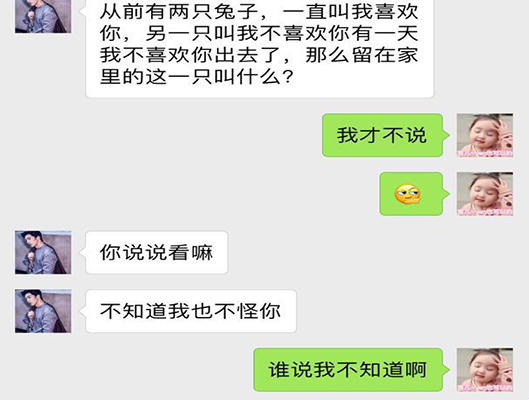 从前有两只兔子，一直叫我喜欢
你，另一只叫我不喜欢你有一天
我不喜欢你出去了，那么留在家
里的这一只叫什么?
我才不说
你说说看嘛
不知道我也不怪你
谁说我不知道啊